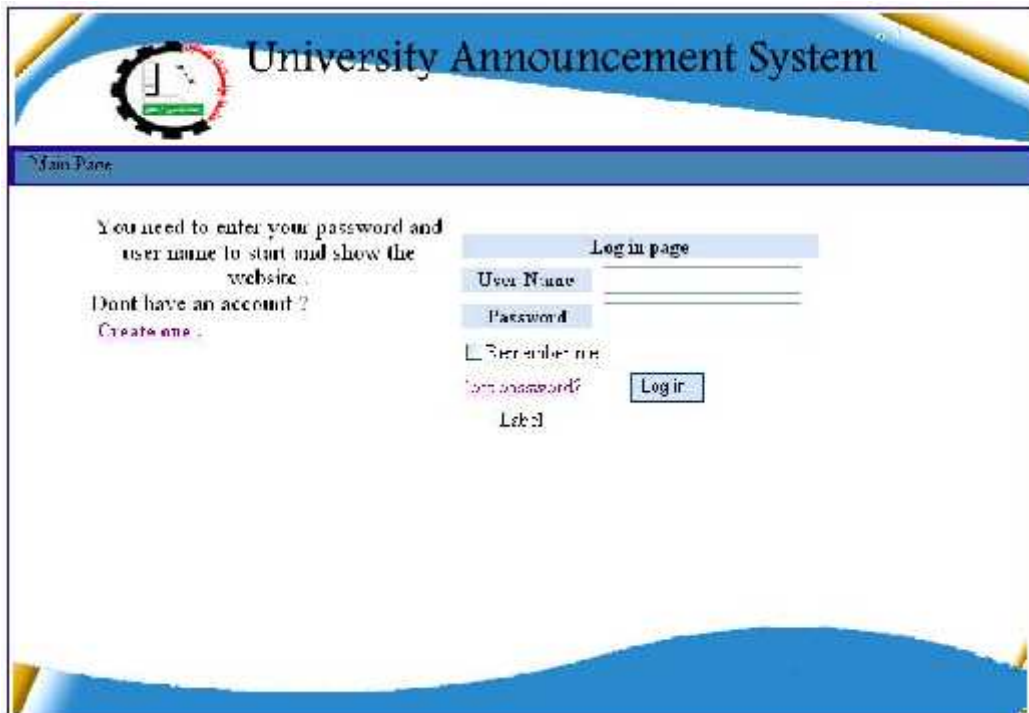 University Announcement System
Main Page
You need to enter your password and
user name to start and show the
website .
Dont have an account ?
Create one .
Log in page
User Name
Password
Remember me
password?
Log in
Label